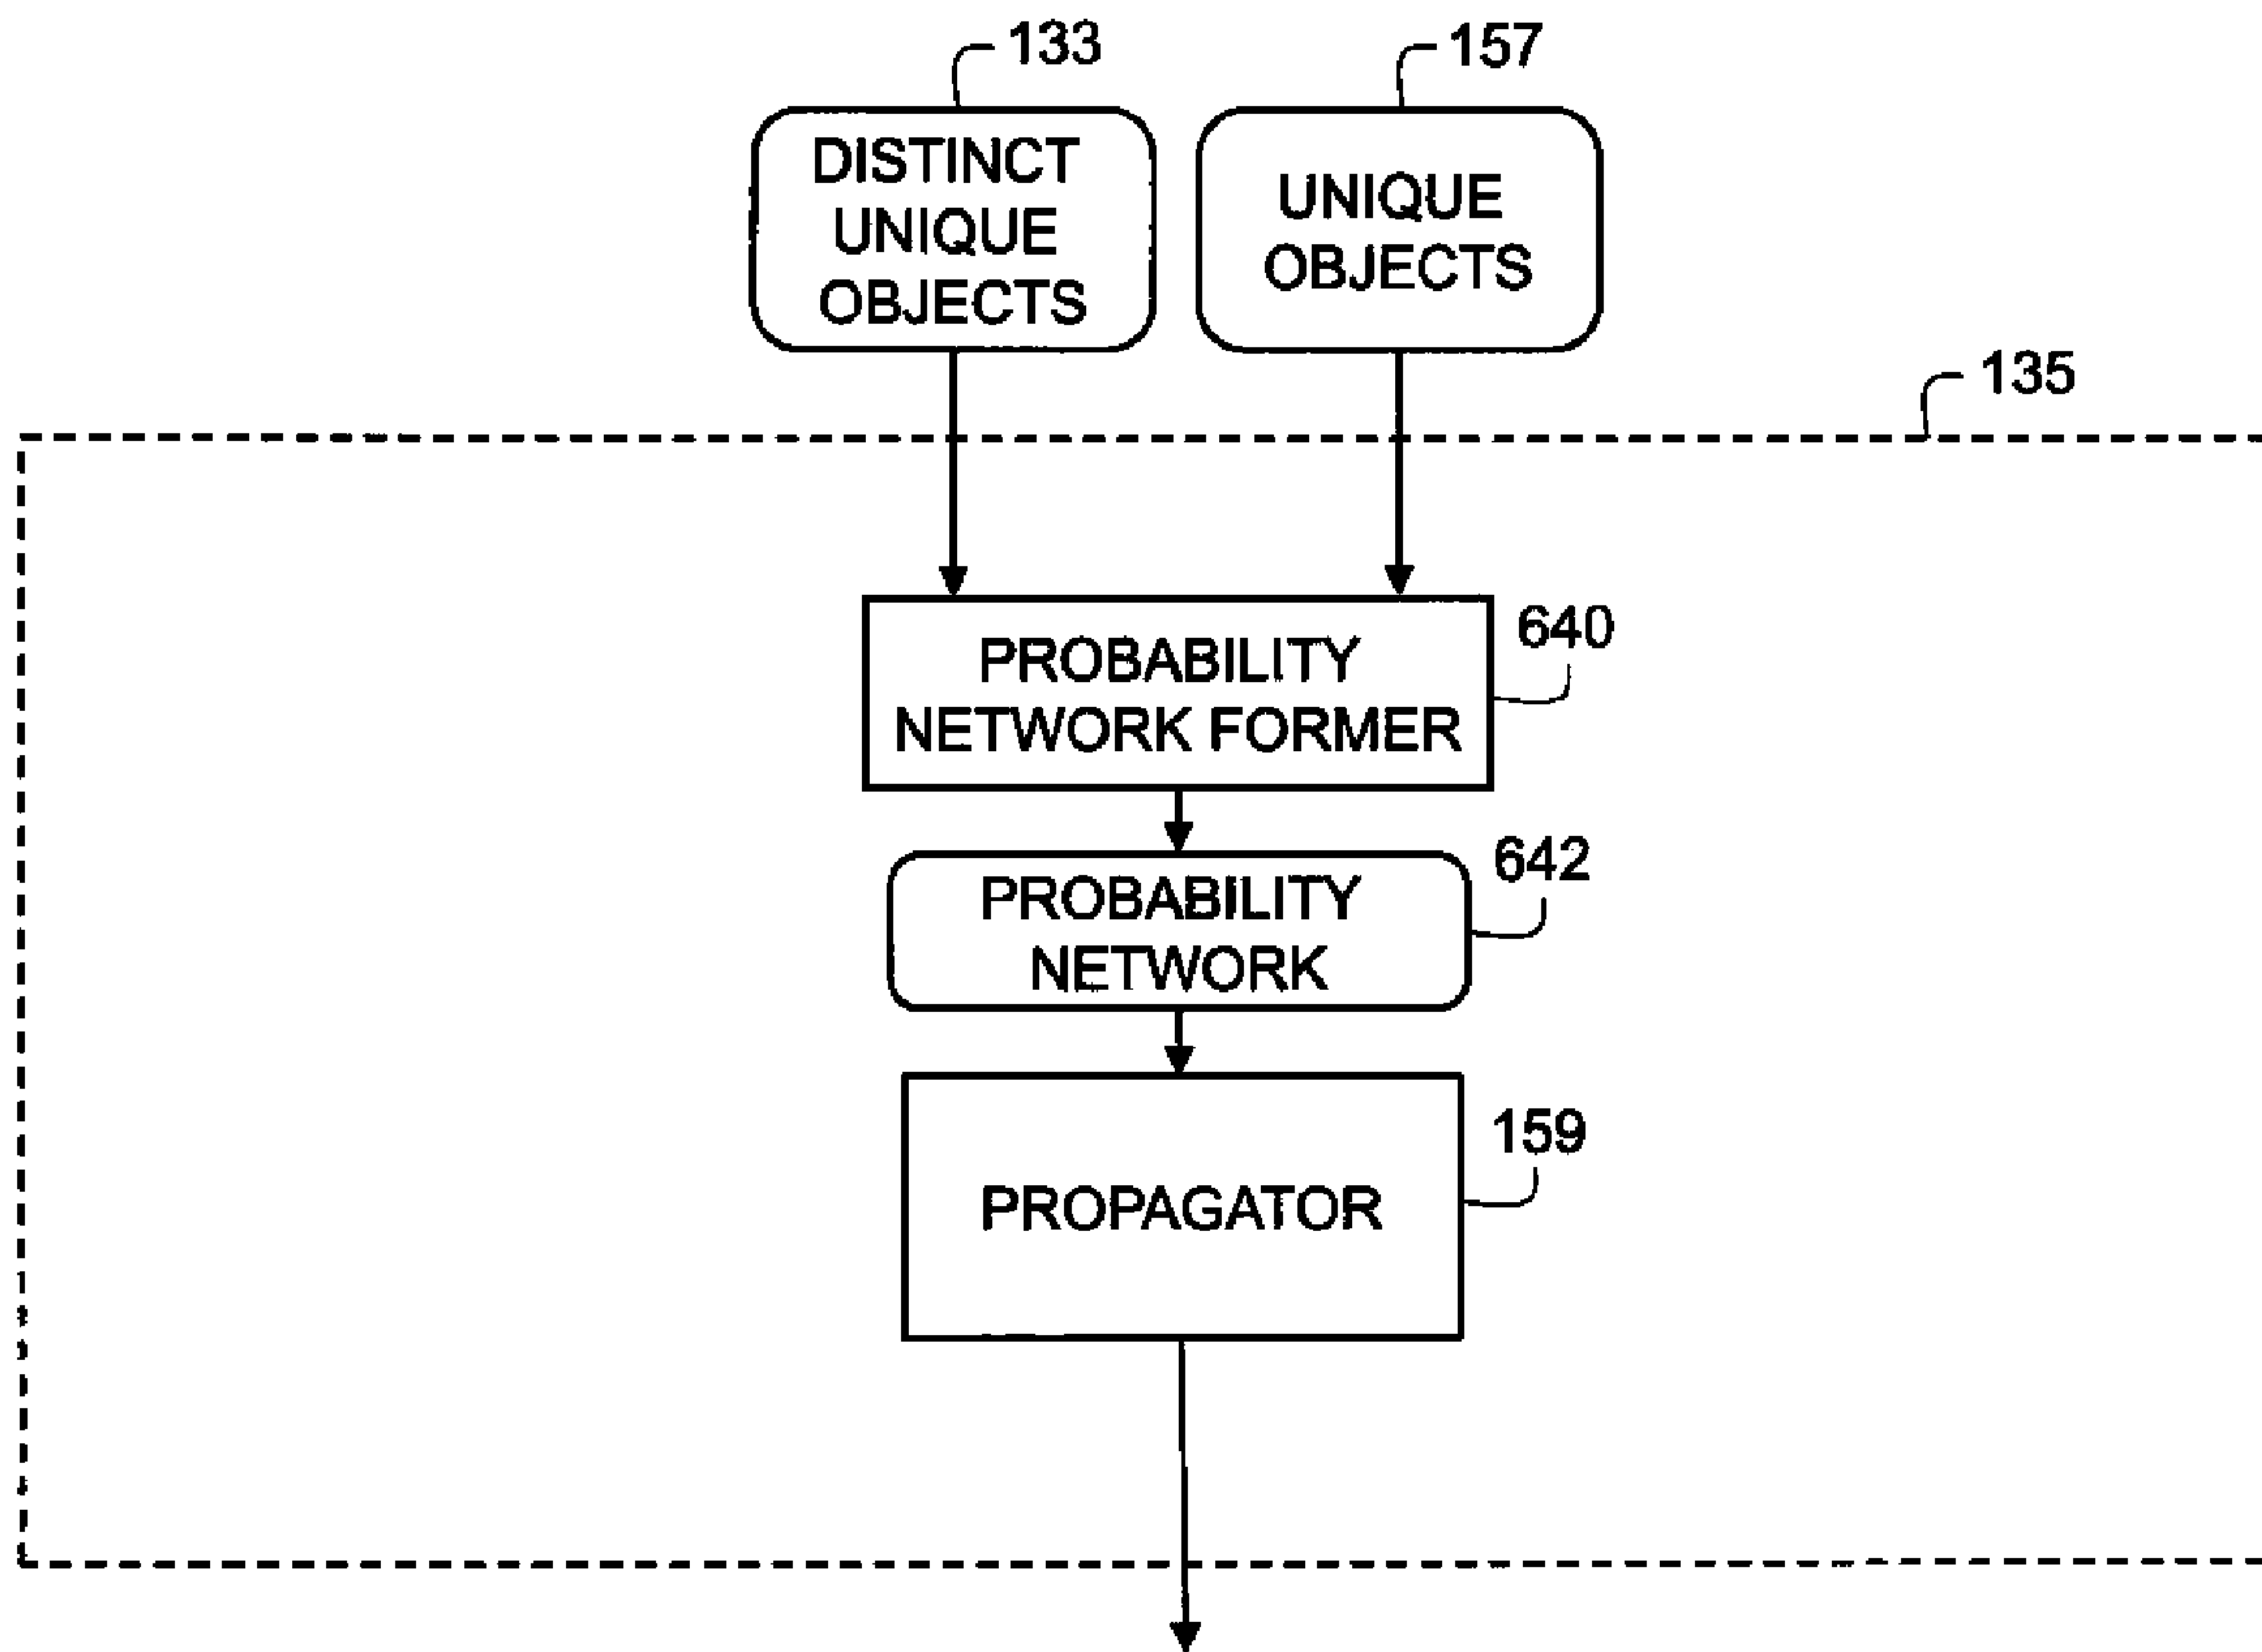 133
157
DISTINCT
UNIQUE
OBJECTS
UNIQUE
OBJECTS
135
PROBABILITY
NETWORK FORMER
640
PROBABILITY
NETWORK
642
PROPAGATOR
159